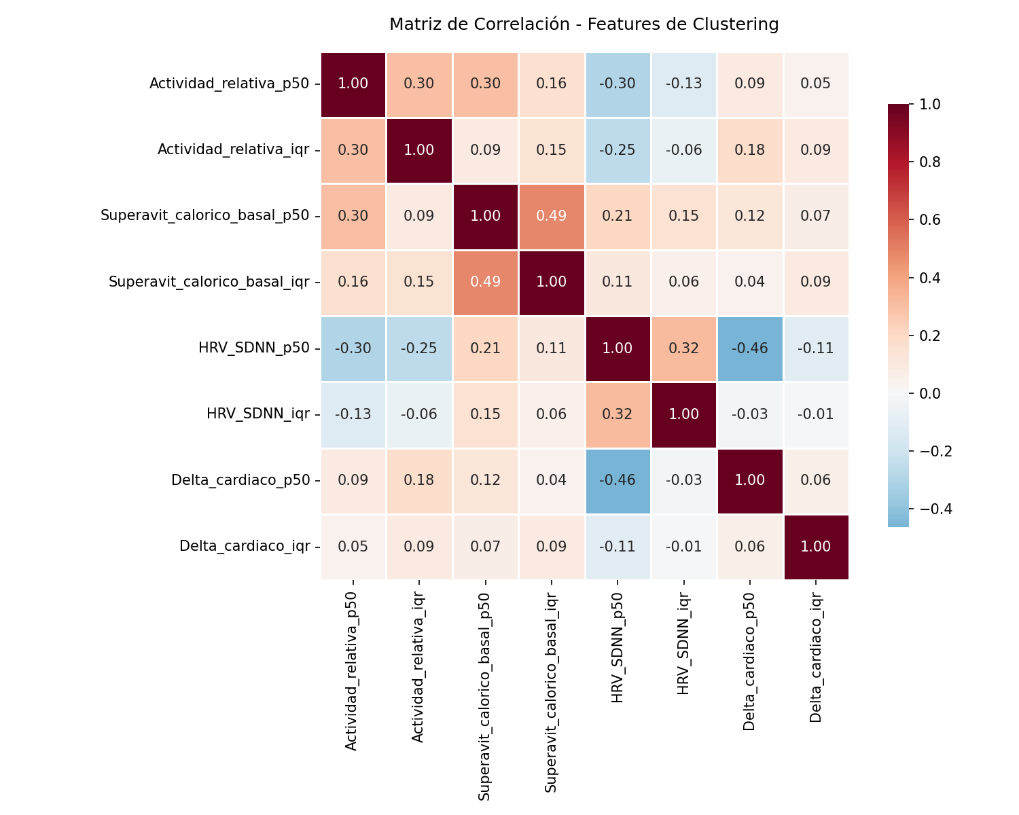 Matriz de Correlación - Features de Clustering
Actividad_relativa_p50 1.00 0.30 0.30 0.16 -0.30 -0.13 0.09 0.05
Actividad_relativa_iqr 0.30 1.00 0.09 0.15 -0.25 -0.06 0.18 0.09
Superavit_calorico_basal_p50 0.30 0.09 1.00 0.49 0.21 0.15 0.12 0.07
Superavit_calorico_basal_iqr 0.16 0.15 0.49 1.00 0.11 0.06 0.04 0.09
HRV_SDNN_p50 -0.30 -0.25 0.21 0.11 1.00 0.32 -0.46 -0.11
HRV_SDNN_iqr -0.13 -0.06 0.15 0.06 0.32 1.00 -0.03 -0.01
Delta_cardiaco_p50 0.09 0.18 0.12 0.04 -0.46 -0.03 1.00 0.06
Delta_cardiaco_iqr 0.05 0.09 0.07 0.09 -0.11 -0.01 0.06 1.00
Actividad_relativa_p50
Actividad_relativa_iqr
Superavit_calorico_basal_p50
Superavit_calorico_basal_iqr
HRV_SDNN_p50
HRV_SDNN_iqr
Delta_cardiaco_p50
Delta_cardiaco_iqr
1.0
0.8
0.6
0.4
0.2
0.0
−0.2
−0.4